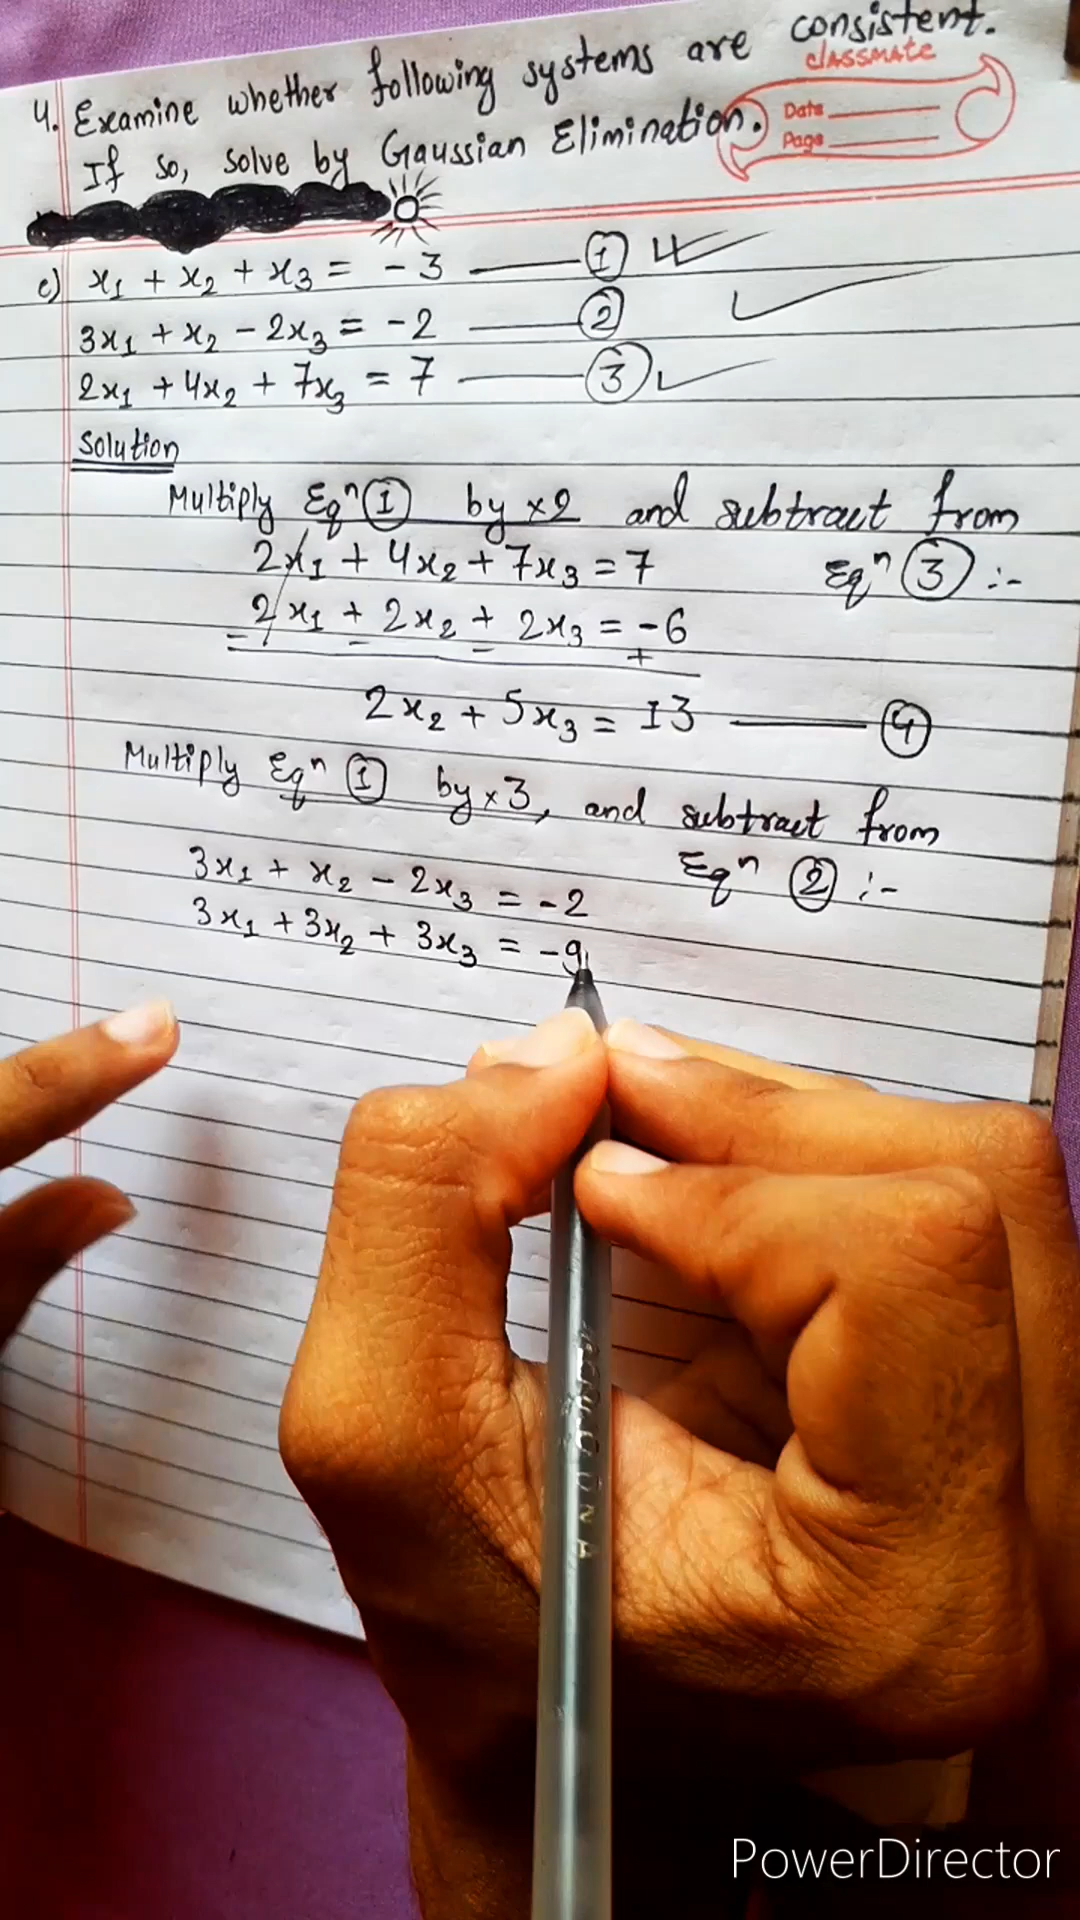 4. Examine whether following systems are consistent.
If so, solve by Gaussian Elimination.
classmate
Date
Page
c) x₁ + x₂ + x₃ = -3 ——— ①
3x₁ + x₂ - 2x₃ = -2 ——— ②
2x₁ + 4x₂ + 7x₃ = 7 ——— ③
Solution
Multiply Eqⁿ ① by ×2 and subtract from
Eqⁿ ③ :-
2x₁ + 4x₂ + 7x₃ = 7
2x₁ + 2x₂ + 2x₃ = -6
- - - +
2x₂ + 5x₃ = 13 ——— ④
Multiply Eqⁿ ① by ×3, and subtract from
Eqⁿ ② :-
3x₁ + x₂ - 2x₃ = -2
3x₁ + 3x₂ + 3x₃ = -9
PowerDirector